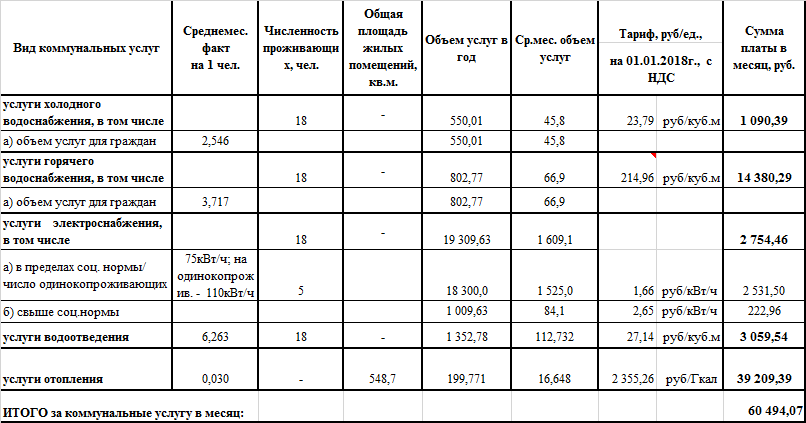 Вид коммунальных услуг | Среднемес. факт на 1 чел. | Численность проживающи х, чел. | Общая площадь жилых помещений, кв.м. | Объем услуг в год | Ср.мес. объем услуг | Тариф, руб/ед., на 01.01.2018г., с НДС | Сумма платы в месяц, руб.
услуги холодного
водоснабжения, в том числе | 18 | - | 550,01 | 45,8 | 23,79 руб/куб.м | 1 090,39
а) объем услуг для граждан | 2,546 | 550,01 | 45,8
услуги горячего
водоснабжения, в том числе | 18 | - | 802,77 | 66,9 | 214,96 руб/куб.м | 14 380,29
а) объем услуг для граждан | 3,717 | 802,77 | 66,9
услуги электроснабжения,
в том числе | 18 | - | 19 309,63 | 1 609,1 | 2 754,46
а) в пределах соц. нормы/ число одинокопроживающих | 75кВт/ч; на одинокопрож ив. - 110кВт/ч | 5 | 18 300,0 | 1 525,0 | 1,66 руб/кВт/ч | 2 531,50
б) свыше соц.нормы | 1 009,63 | 84,1 | 2,65 руб/кВт/ч | 222,96
услуги водоотведения | 6,263 | 18 | - | 1 352,78 | 112,732 | 27,14 руб/куб.м | 3 059,54
услуги отопления | 0,030 | - | 548,7 | 199,771 | 16,648 | 2 355,26 руб/Гкал | 39 209,39
ИТОГО за коммунальные услугу в месяц: | 60 494,07